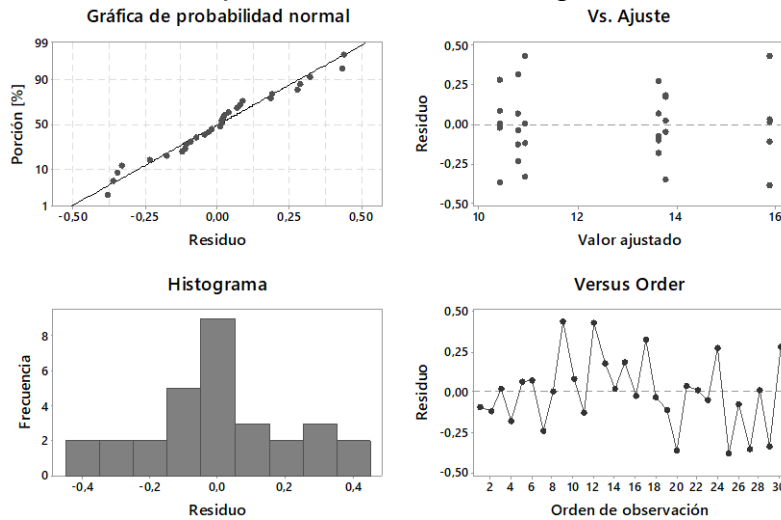 Gráfica de probabilidad normal
99
90
50
10
1
Porción [%]
-0,50 -0,25 0,00 0,25 0,50
Residuo
Vs. Ajuste
0,50
0,25
0,00
-0,25
-0,50
Residuo
10 12 14 16
Valor ajustado
Histograma
8
6
4
2
0
Frecuencia
-0,4 -0,2 0,0 0,2 0,4
Residuo
Versus Order
0,50
0,25
0,00
-0,25
-0,50
Residuo
2 4 6 8 10 12 14 16 18 20 22 24 26 28 30
Orden de observación